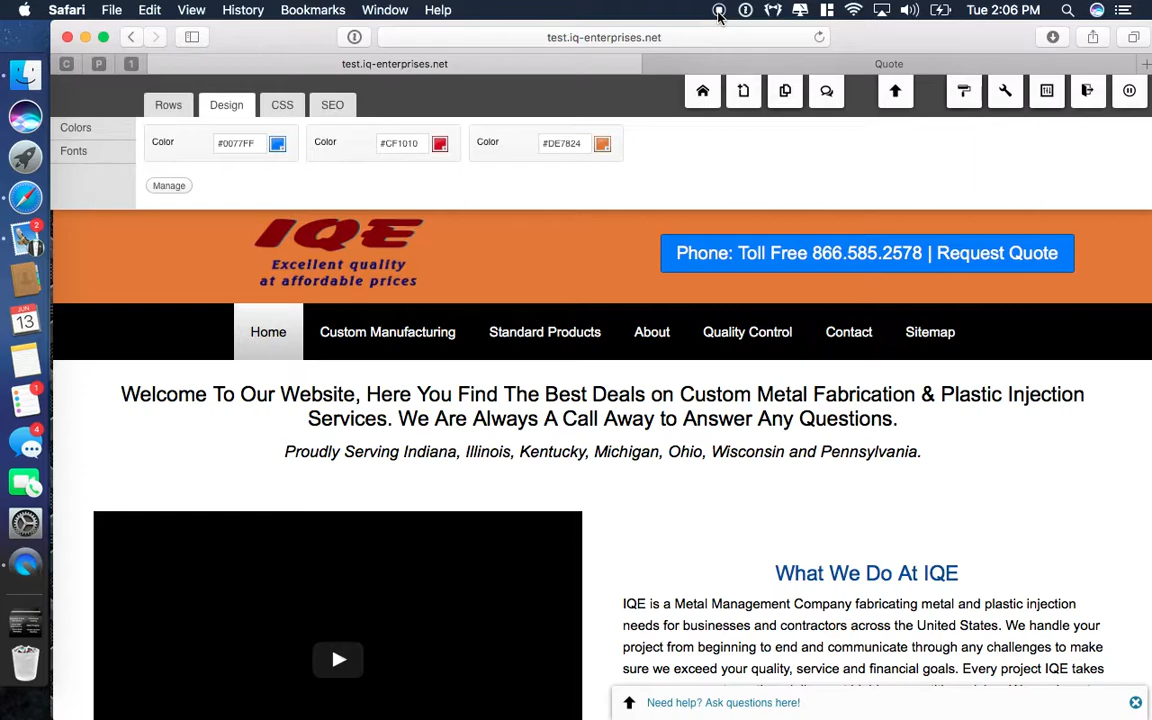 Safari File Edit View History Bookmarks Window Help Tue 2:06 PM
test.iq-enterprises.net
C P 1 test.iq-enterprises.net Quote
Rows Design CSS SEO
Colors
Fonts
Color #0077FF Color #CF1010 Color #DE7824
Manage
IQE
Excellent quality
at affordable prices
Phone: Toll Free 866.585.2578 | Request Quote
Home Custom Manufacturing Standard Products About Quality Control Contact Sitemap
Welcome To Our Website, Here You Find The Best Deals on Custom Metal Fabrication & Plastic Injection
Services. We Are Always A Call Away to Answer Any Questions.
Proudly Serving Indiana, Illinois, Kentucky, Michigan, Ohio, Wisconsin and Pennsylvania.
What We Do At IQE
IQE is a Metal Management Company fabricating metal and plastic injection
needs for businesses and contractors across the United States. We handle your
project from beginning to end and communicate through any challenges to make
sure we exceed your quality, service and financial goals. Every project IQE takes
Need help? Ask questions here!
2
JUN
13
1
4